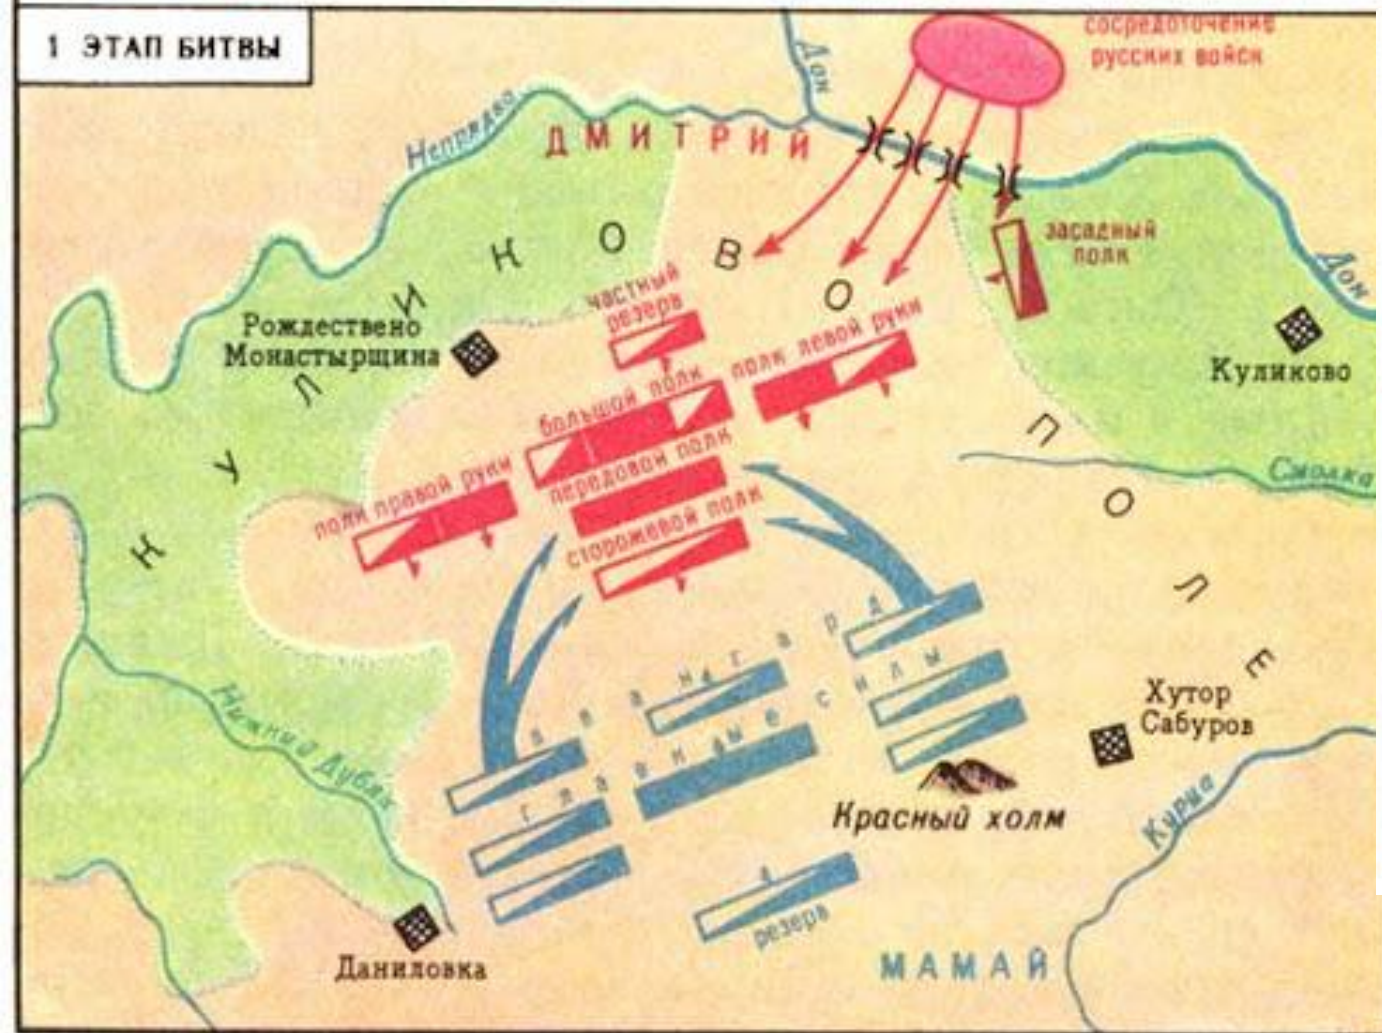 1 ЭТАП БИТВЫ
сосредоточение
русских войск
Дон
Непрядва
ДМИТРИЙ
засадный
полк
Дон
КУЛИКОВО
ПОЛЕ
частный
резерв
Рождествено
Монастырщина
Куликово
полк левой руки
большой полк
передовой полк
полк правой руки
сторожевой полк
Смолка
авангард
главные силы
Хутор
Сабуров
Нижний Дубяк
Красный холм
Курца
резерв
Даниловка
МАМАЙ